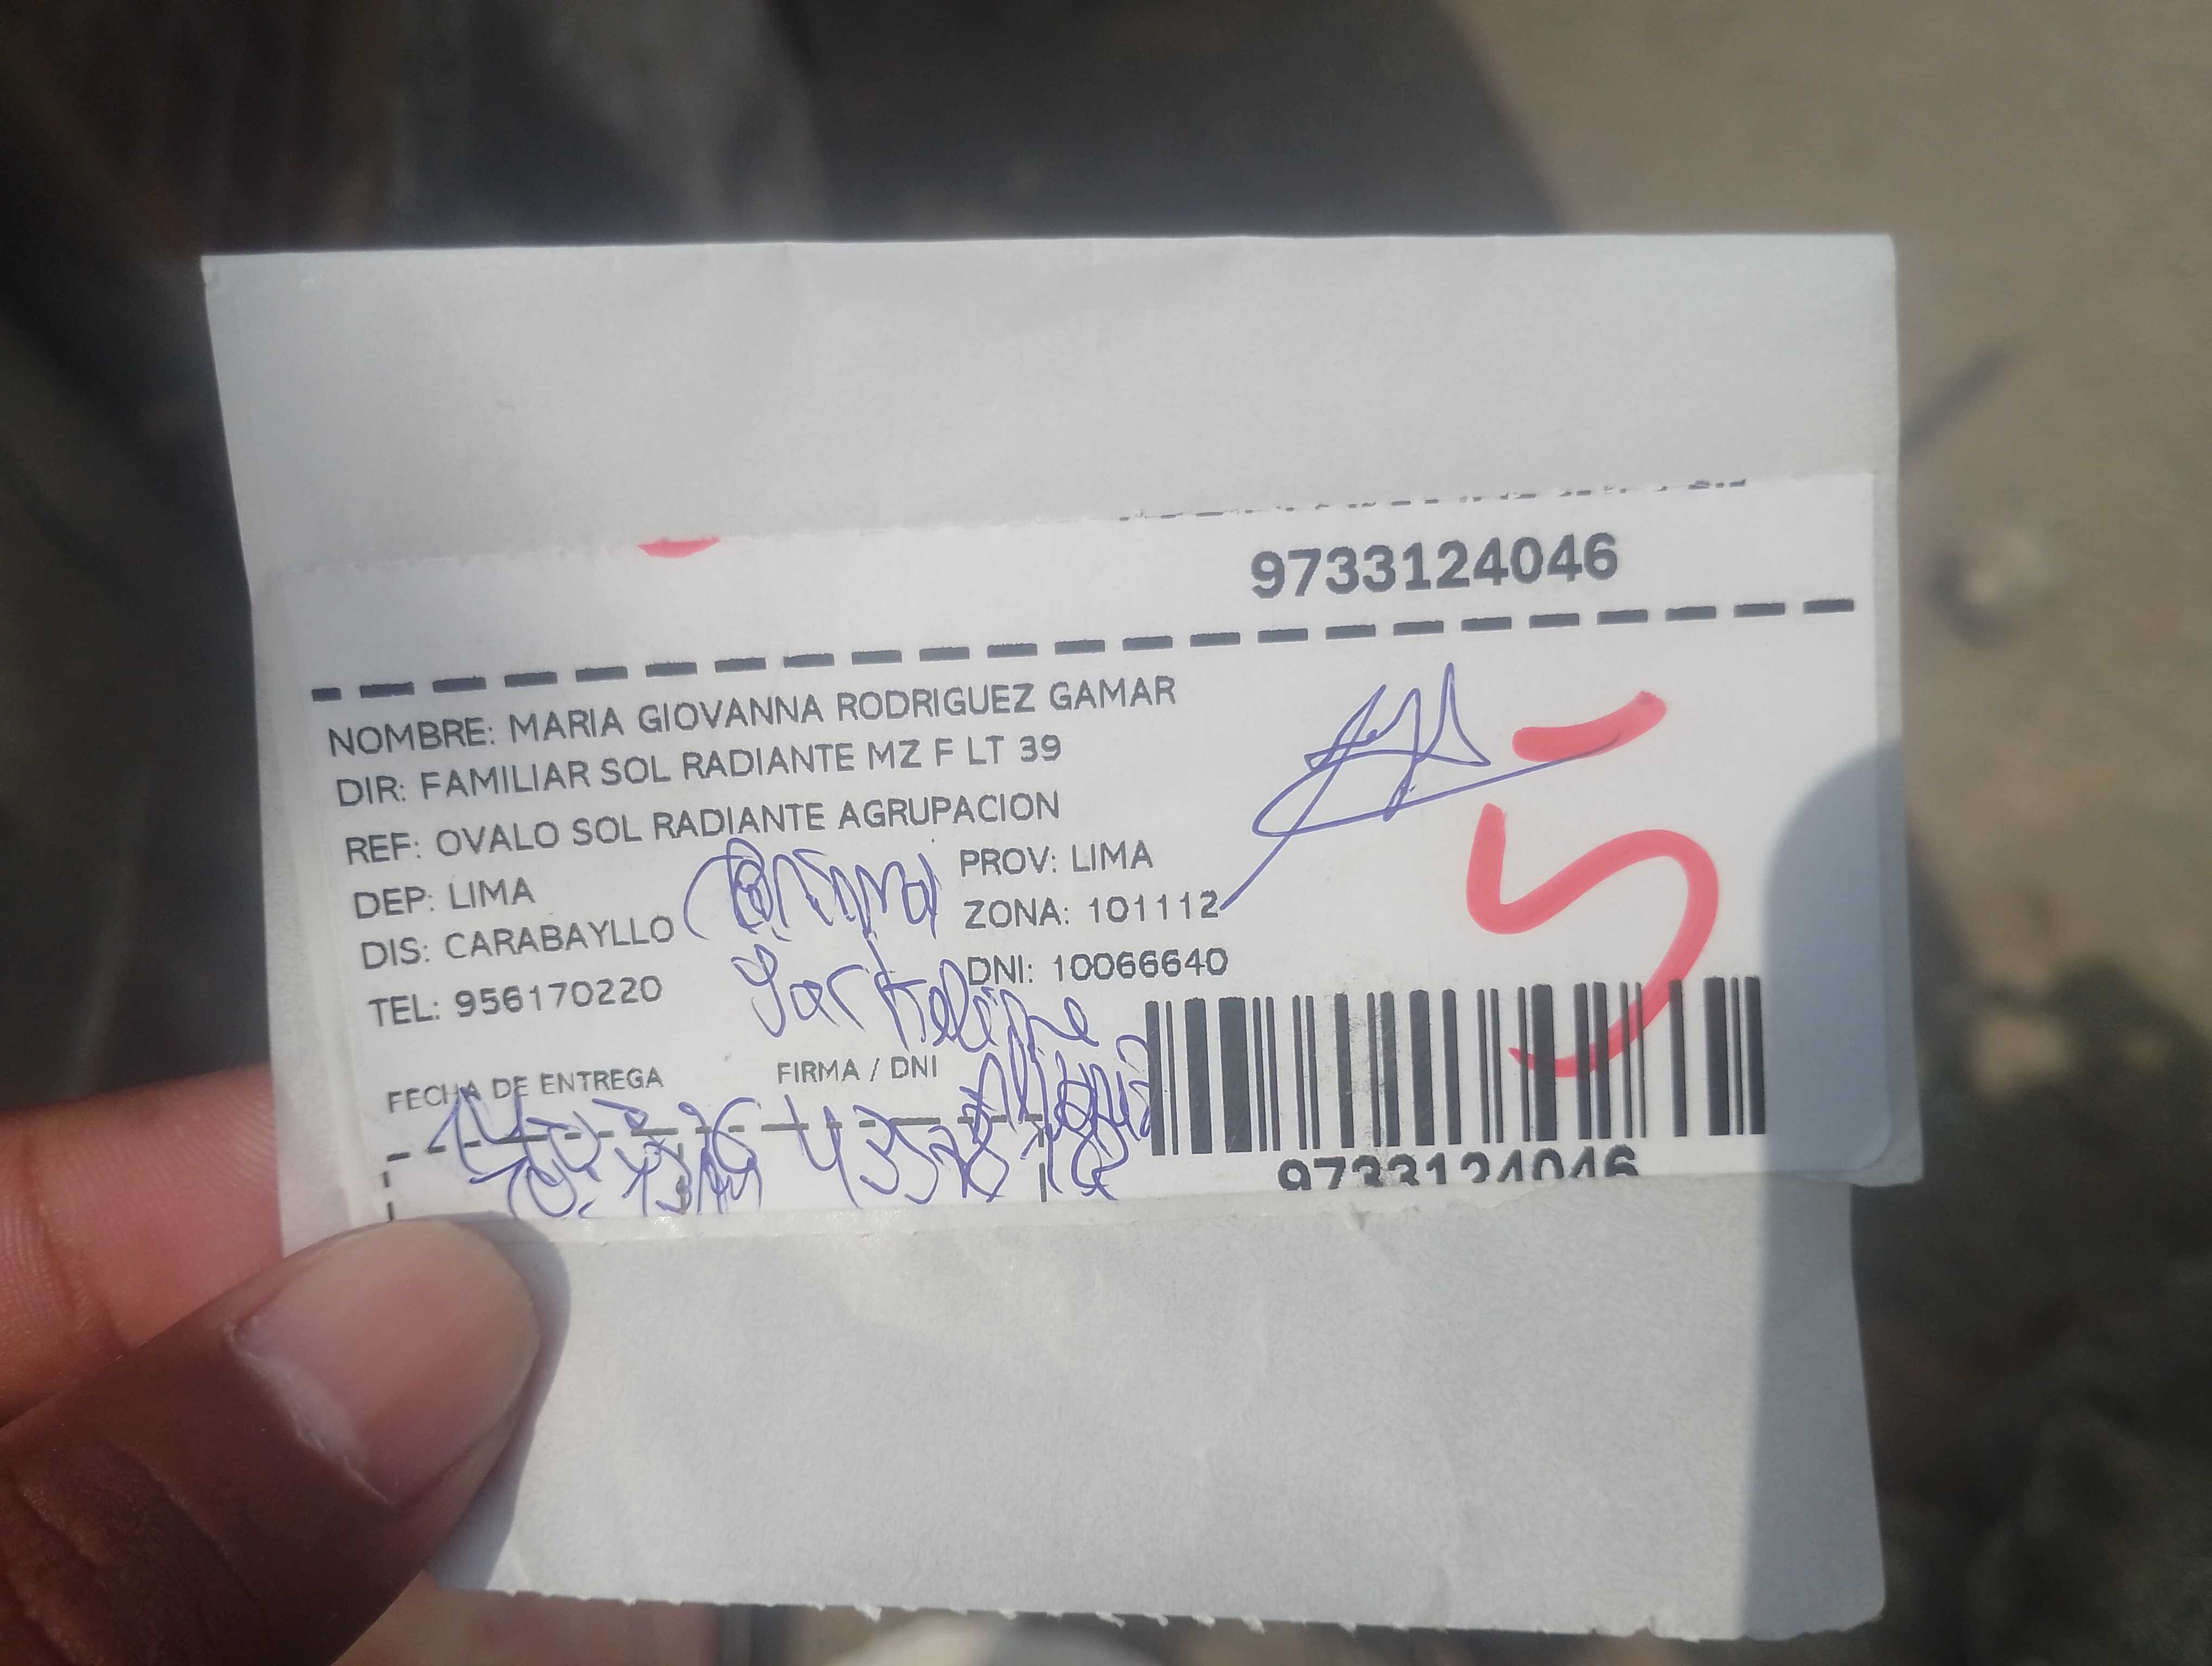 9733124046
NOMBRE: MARIA GIOVANNA RODRIGUEZ GAMAR
DIR: FAMILIAR SOL RADIANTE MZ F LT 39
REF: OVALO SOL RADIANTE AGRUPACION
DEP: LIMA
PROV: LIMA
DIS: CARABAYLLO
ZONA: 101112
TEL: 956170220
DNI: 10066640
FECHA DE ENTREGA
FIRMA / DNI
5
9733124046